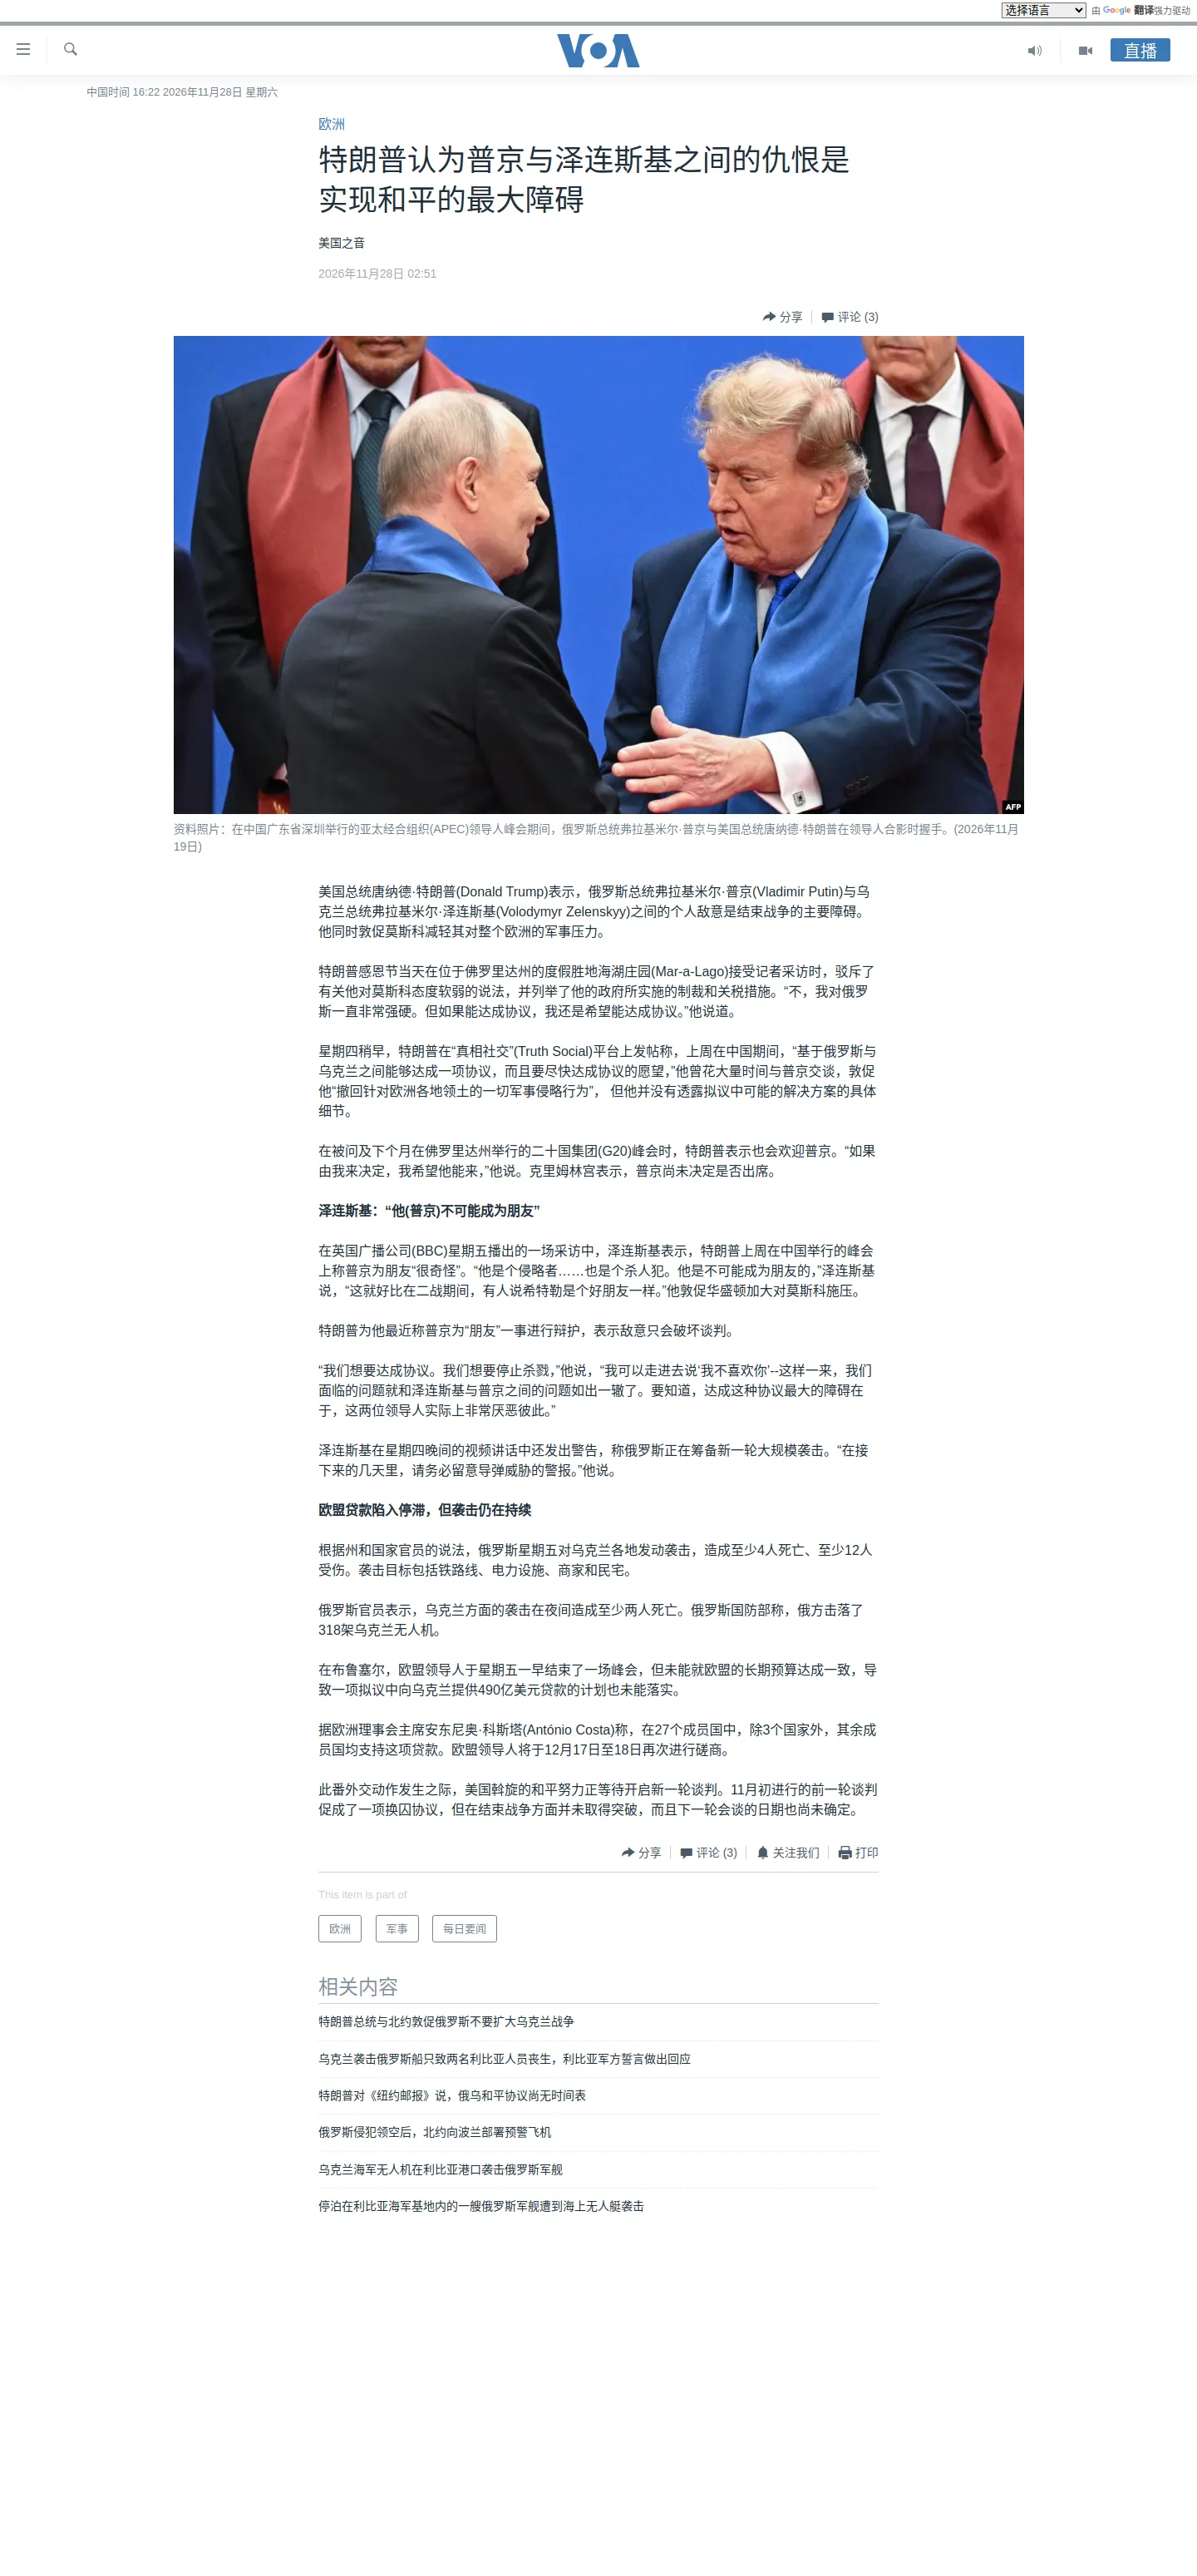 选择语言 由 Google 翻译强力驱动
VOA
直播
中国时间 16:22 2026年11月28日 星期六
欧洲
特朗普认为普京与泽连斯基之间的仇恨是
实现和平的最大障碍
美国之音
2026年11月28日 02:51
分享 评论 (3)
AFP
资料照片：在中国广东省深圳举行的亚太经合组织(APEC)领导人峰会期间，俄罗斯总统弗拉基米尔·普京与美国总统唐纳德·特朗普在领导人合影时握手。(2026年11月
19日)
美国总统唐纳德·特朗普(Donald Trump)表示，俄罗斯总统弗拉基米尔·普京(Vladimir Putin)与乌
克兰总统弗拉基米尔·泽连斯基(Volodymyr Zelenskyy)之间的个人敌意是结束战争的主要障碍。
他同时敦促莫斯科减轻其对整个欧洲的军事压力。
特朗普感恩节当天在位于佛罗里达州的度假胜地海湖庄园(Mar-a-Lago)接受记者采访时，驳斥了
有关他对莫斯科态度软弱的说法，并列举了他的政府所实施的制裁和关税措施。“不，我对俄罗
斯一直非常强硬。但如果能达成协议，我还是希望能达成协议。”他说道。
星期四稍早，特朗普在“真相社交”(Truth Social)平台上发帖称，上周在中国期间，“基于俄罗斯与
乌克兰之间能够达成一项协议，而且要尽快达成协议的愿望，”他曾花大量时间与普京交谈，敦促
他“撤回针对欧洲各地领土的一切军事侵略行为”， 但他并没有透露拟议中可能的解决方案的具体
细节。
在被问及下个月在佛罗里达州举行的二十国集团(G20)峰会时，特朗普表示也会欢迎普京。“如果
由我来决定，我希望他能来，”他说。克里姆林宫表示，普京尚未决定是否出席。
泽连斯基：“他(普京)不可能成为朋友”
在英国广播公司(BBC)星期五播出的一场采访中，泽连斯基表示，特朗普上周在中国举行的峰会
上称普京为朋友“很奇怪”。“他是个侵略者……也是个杀人犯。他是不可能成为朋友的，”泽连斯基
说，“这就好比在二战期间，有人说希特勒是个好朋友一样。”他敦促华盛顿加大对莫斯科施压。
特朗普为他最近称普京为“朋友”一事进行辩护，表示敌意只会破坏谈判。
“我们想要达成协议。我们想要停止杀戮，”他说，“我可以走进去说‘我不喜欢你’--这样一来，我们
面临的问题就和泽连斯基与普京之间的问题如出一辙了。要知道，达成这种协议最大的障碍在
于，这两位领导人实际上非常厌恶彼此。”
泽连斯基在星期四晚间的视频讲话中还发出警告，称俄罗斯正在筹备新一轮大规模袭击。“在接
下来的几天里，请务必留意导弹威胁的警报。”他说。
欧盟贷款陷入停滞，但袭击仍在持续
根据州和国家官员的说法，俄罗斯星期五对乌克兰各地发动袭击，造成至少4人死亡、至少12人
受伤。袭击目标包括铁路线、电力设施、商家和民宅。
俄罗斯官员表示，乌克兰方面的袭击在夜间造成至少两人死亡。俄罗斯国防部称，俄方击落了
318架乌克兰无人机。
在布鲁塞尔，欧盟领导人于星期五一早结束了一场峰会，但未能就欧盟的长期预算达成一致，导
致一项拟议中向乌克兰提供490亿美元贷款的计划也未能落实。
据欧洲理事会主席安东尼奥·科斯塔(António Costa)称，在27个成员国中，除3个国家外，其余成
员国均支持这项贷款。欧盟领导人将于12月17日至18日再次进行磋商。
此番外交动作发生之际，美国斡旋的和平努力正等待开启新一轮谈判。11月初进行的前一轮谈判
促成了一项换囚协议，但在结束战争方面并未取得突破，而且下一轮会谈的日期也尚未确定。
分享 评论 (3) 关注我们 打印
This item is part of
欧洲 军事 每日要闻
相关内容
特朗普总统与北约敦促俄罗斯不要扩大乌克兰战争
乌克兰袭击俄罗斯船只致两名利比亚人员丧生，利比亚军方誓言做出回应
特朗普对《纽约邮报》说，俄乌和平协议尚无时间表
俄罗斯侵犯领空后，北约向波兰部署预警飞机
乌克兰海军无人机在利比亚港口袭击俄罗斯军舰
停泊在利比亚海军基地内的一艘俄罗斯军舰遭到海上无人艇袭击